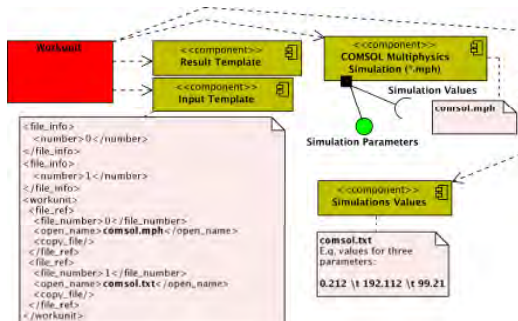 Workunit
<<component>>
Result Template
<<component>>
Input Template
<<component>>
COMSOL Multiphysics
Simulation (*.mph)
Simulation Values
comsol.mph
Simulation Parameters
<file_info>
<number>0</number>
</file_info>
<file_info>
<number>1</number>
</file_info>
<workunit>
<file_ref>
<file_number>0</file_number>
<open_name>comsol.mph</open_name>
<copy_file/>
</file_ref>
<file_ref>
<file_number>1</file_number>
<open_name>comsol.txt</open_name>
<copy_file/>
</file_ref>
</workunit>
<<component>>
Simulations Values
comsol.txt
E.g. values for three
parameters:
0.212 \t 192.112 \t 99.21